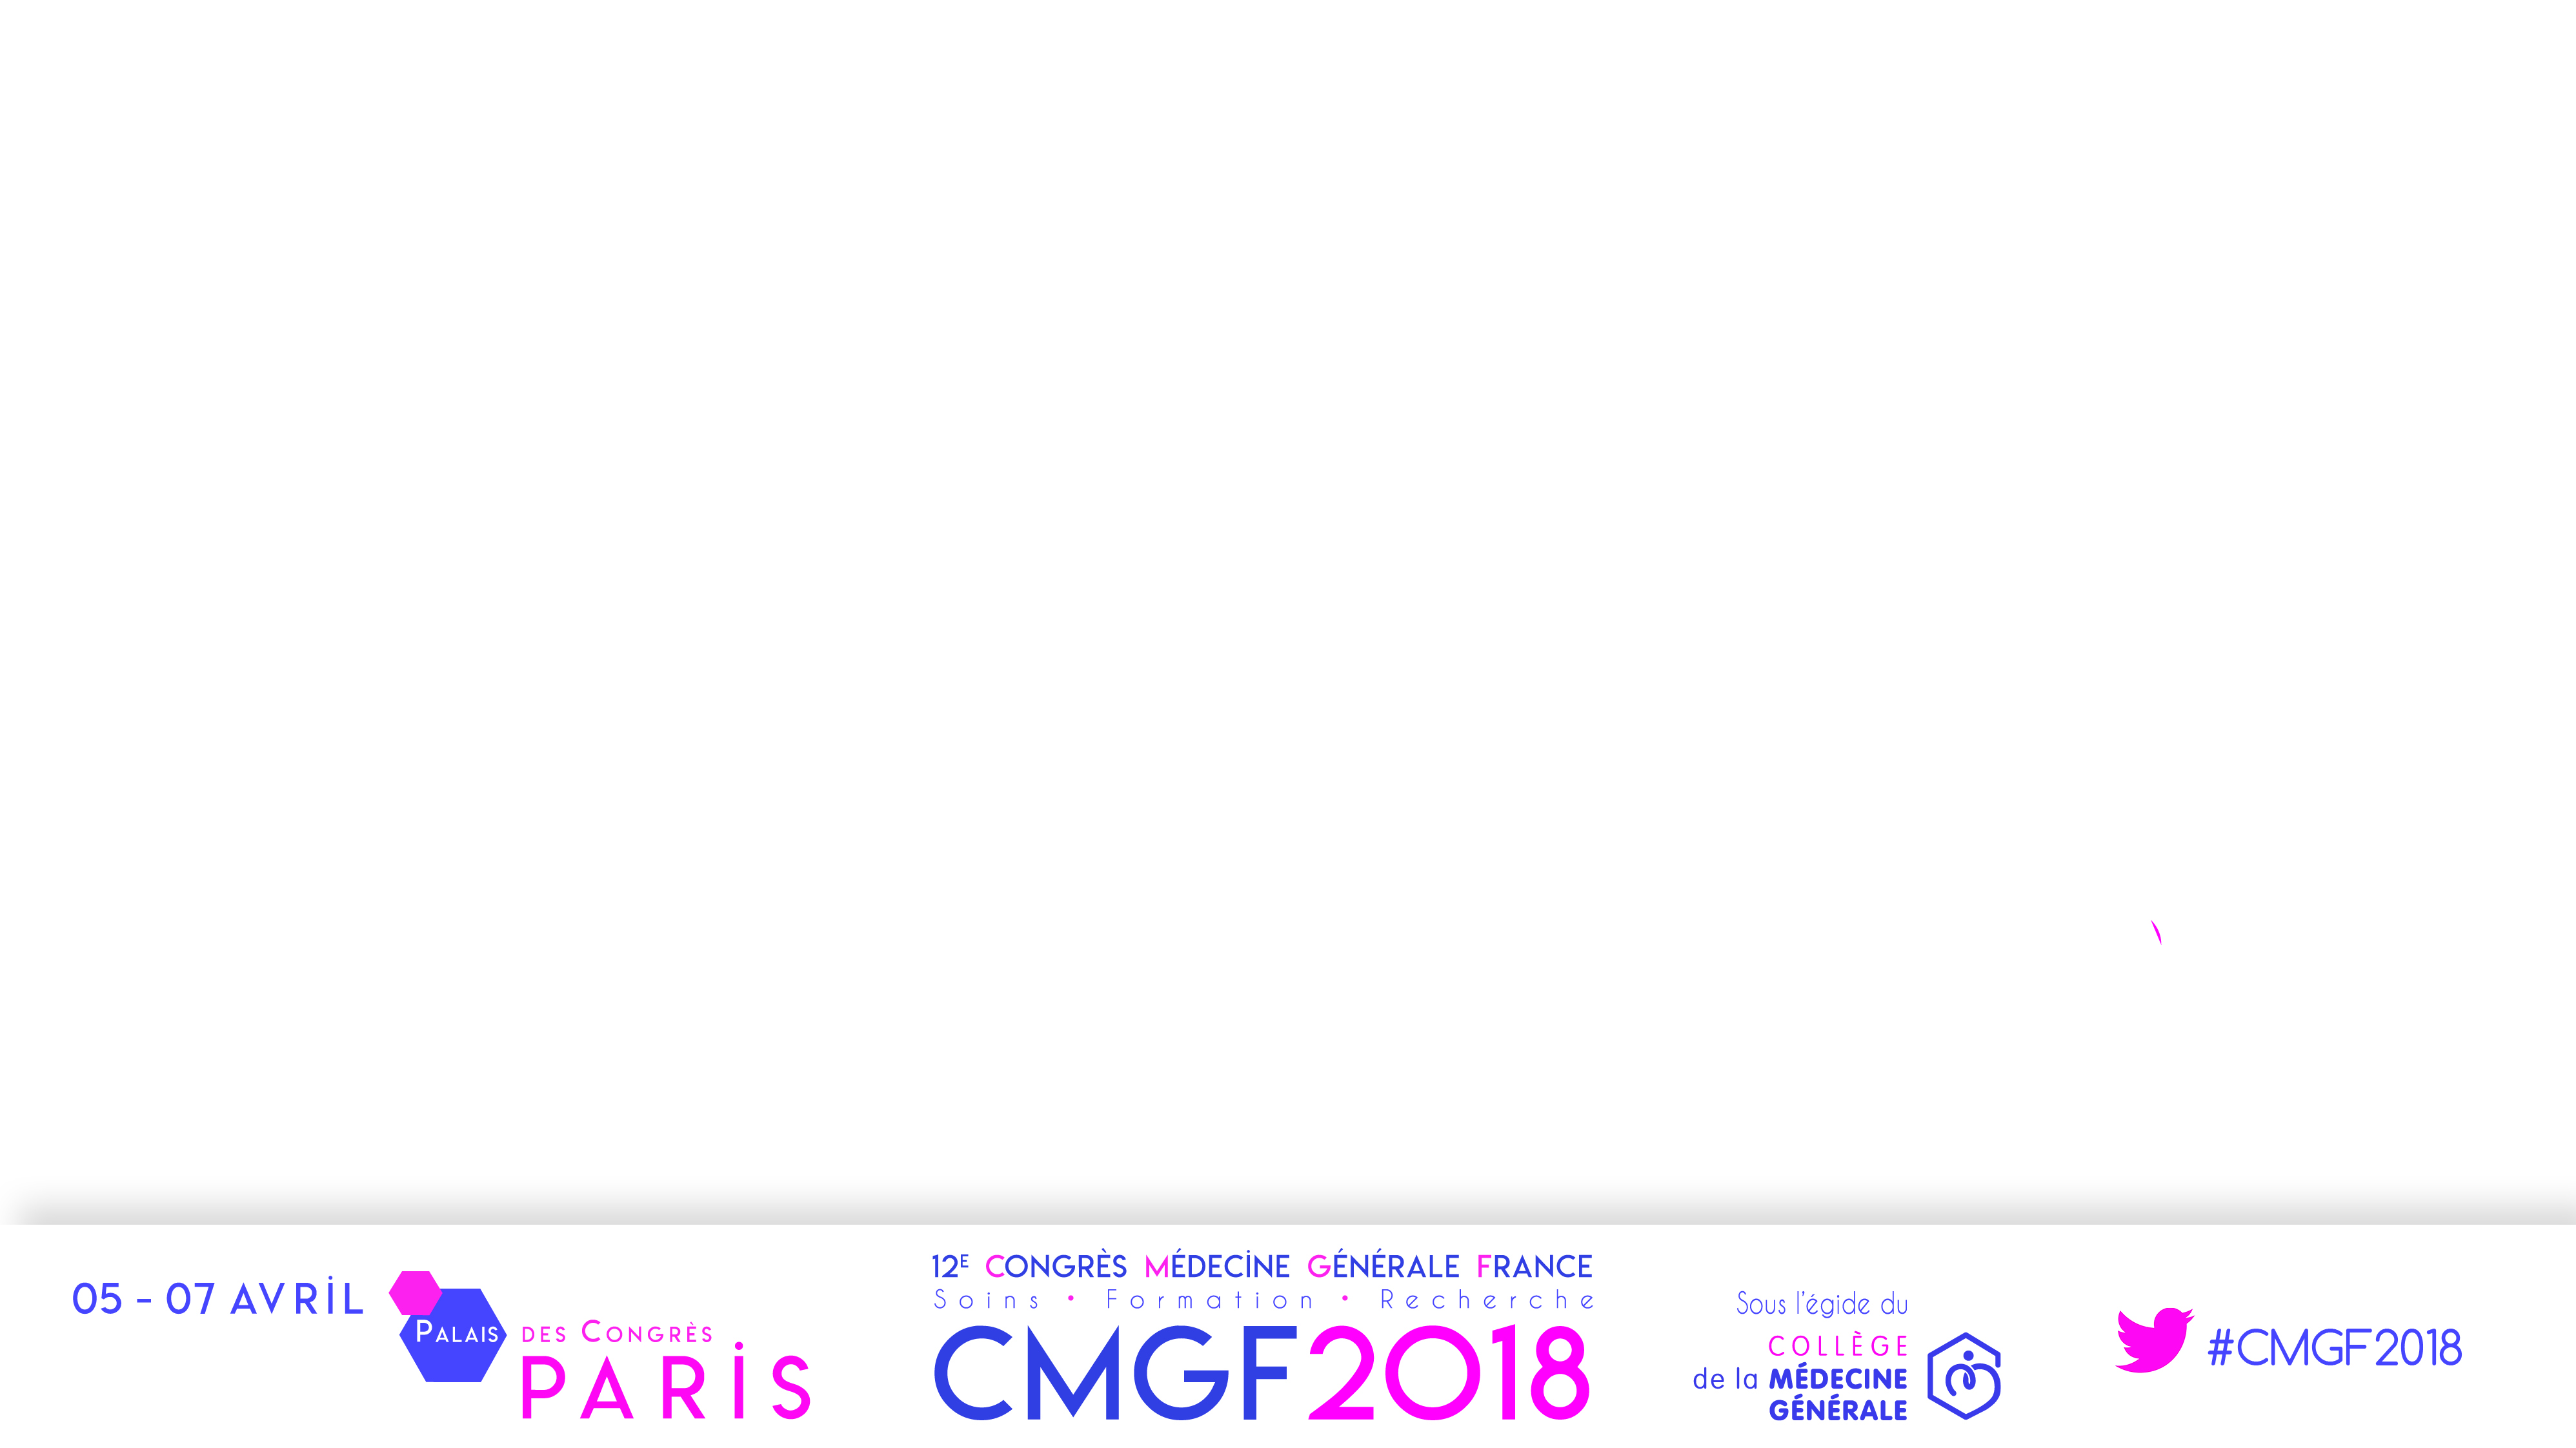 05 - 07 AVRIL
PALAIS DES CONGRÈS
PARIS
12E CONGRÈS MÉDECINE GÉNÉRALE FRANCE
Soins • Formation • Recherche
CMGF2018
Sous l'égide du
COLLÈGE
de la MÉDECINE
GÉNÉRALE
#CMGF2018